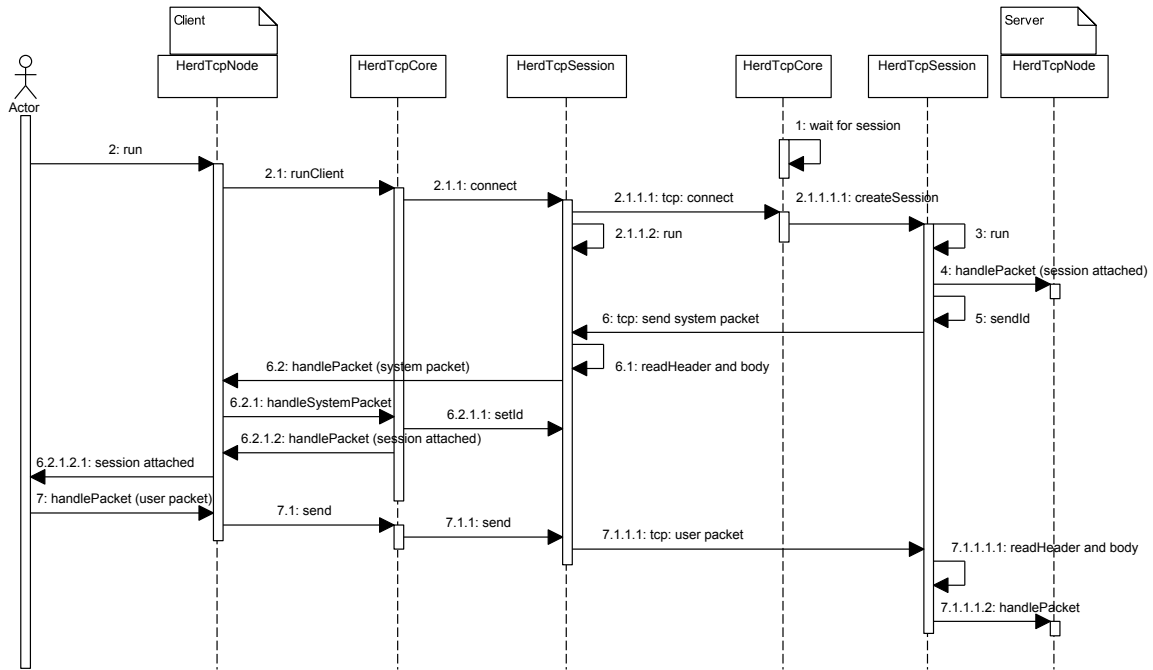 Client
Server
HerdTcpNode
HerdTcpCore
HerdTcpSession
HerdTcpCore
HerdTcpSession
HerdTcpNode
Actor
1: wait for session
2: run
2.1: runClient
2.1.1: connect
2.1.1.1: tcp: connect
2.1.1.1.1: createSession
2.1.1.2: run
3: run
4: handlePacket (session attached)
5: sendId
6: tcp: send system packet
6.1: readHeader and body
6.2: handlePacket (system packet)
6.2.1: handleSystemPacket
6.2.1.1: setId
6.2.1.2: handlePacket (session attached)
6.2.1.2.1: session attached
7: handlePacket (user packet)
7.1: send
7.1.1: send
7.1.1.1: tcp: user packet
7.1.1.1.1: readHeader and body
7.1.1.1.2: handlePacket